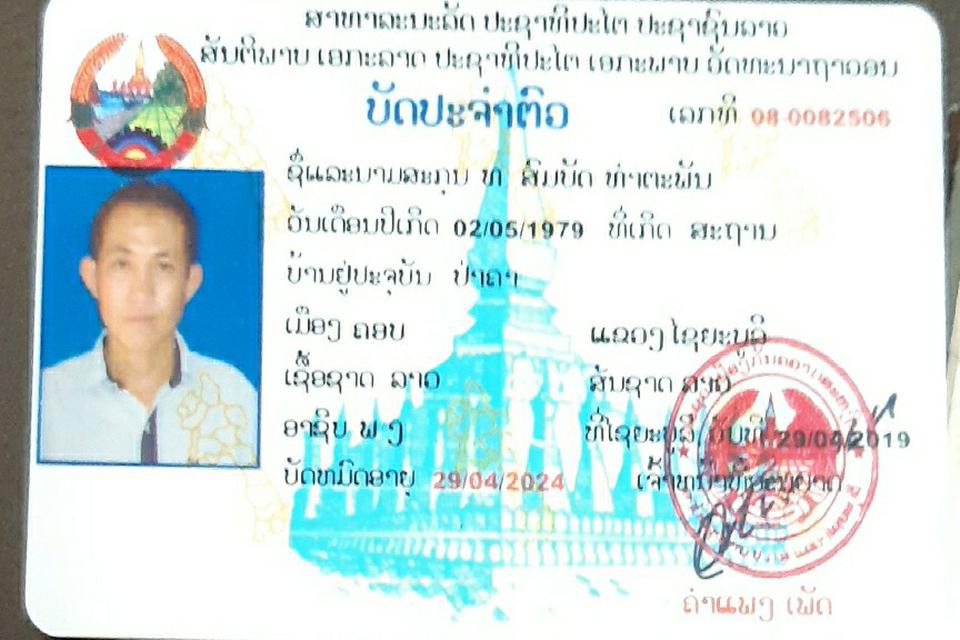 ສາທາລະນະລັດ ປະຊາທິປະໄຕ ປະຊາຊົນລາວ
ສັນຕິພາບ ເອກະລາດ ປະຊາທິປະໄຕ ເອກະພາບ ວັດທະນາຖາວອນ
ບັດປະຈຳຕົວ ເລກທີ 08-0082506
ຊື່ແລະນາມສະກຸນ ທ ສົມບັດ ທຳຕະພັນ
ວັນເດືອນປີເກີດ 02/05/1979 ທີ່ເກີດ ສະຖານ
ບ້ານຢູ່ປະຈຸບັນ ປ່າຄາ
ເມືອງ ຄອບ ແຂວງ ໄຊຍະບູລີ
ເຊື້ອຊາດ ລາວ ສັນຊາດ ລາວ
ອາຊີບ ພ ງ ທີ່ໄຊຍະບູລີ ວັນທີ 29/04/2019
ບັດຫມົດອາຍຸ 29/04/2024 ເຈົ້າຫນ້າທີ່ອະນຸຍາດ
ຄຳແພງ ເພັດ